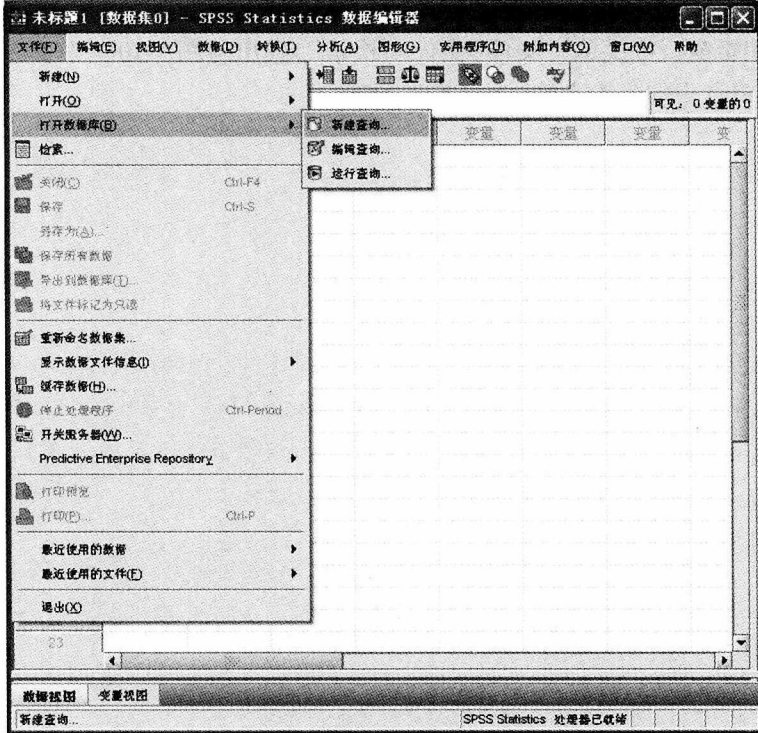 未标题1 [数据集0] - SPSS Statistics 数据编辑器
文件(F) 编辑(E) 视图(V) 数据(D) 转换(T) 分析(A) 图形(G) 实用程序(U) 附加内容(O) 窗口(W) 帮助
新建(N)
打开(O)
可见: 0 变量的 0
打开数据库(B)
新建查询...
变量 变量 变量 变
检索...
编辑查询...
运行查询...
关闭(C) Ctrl-F4
保存 Ctrl-S
另存为(A)...
保存所有数据
导出到数据库(T)...
将文件标记为只读
重新命名数据集...
显示数据文件信息(I)
缓存数据(H)...
停止处理程序 Ctrl-Period
开关服务器(W)...
Predictive Enterprise Repository
打印预览
打印(P)... Ctrl-P
最近使用的数据
最近使用的文件(F)
退出(X)
23
数据视图 变量视图
新建查询...
SPSS Statistics 处理器已就绪